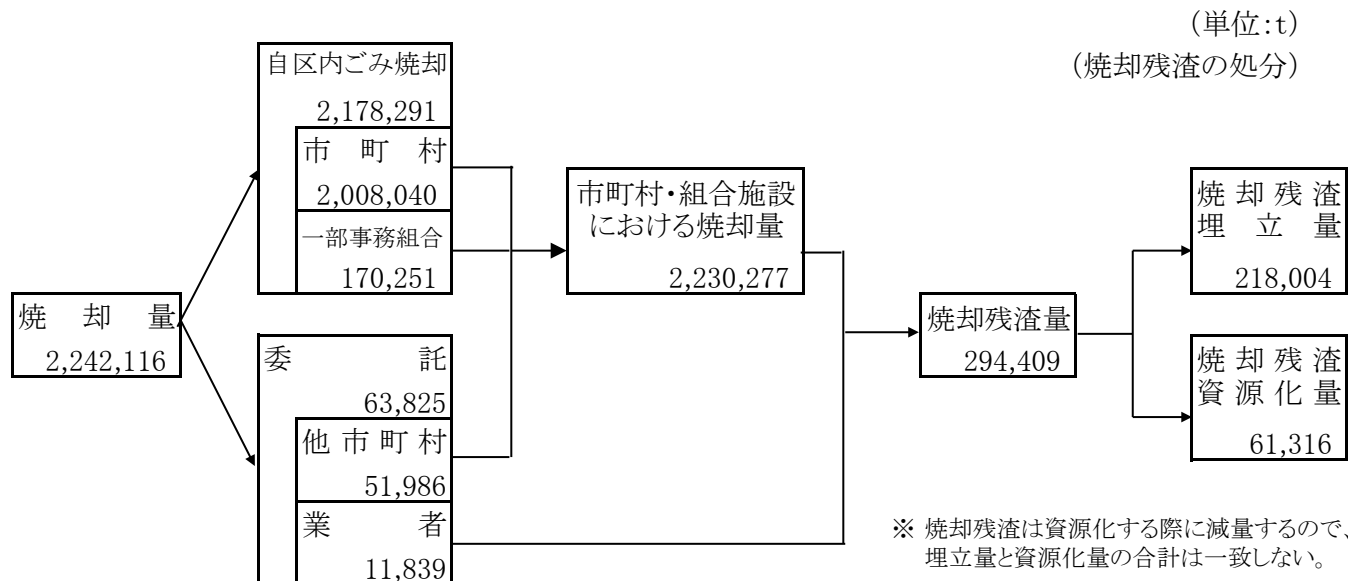 (単位:t)
(焼却残渣の処分)
自区内ごみ焼却
2,178,291
市町村
2,008,040
一部事務組合
170,251
焼却量
2,242,116
委託
63,825
他市町村
51,986
業者
11,839
市町村・組合施設
における焼却量
2,230,277
焼却残渣量
294,409
焼却残渣
埋立量
218,004
焼却残渣
資源化量
61,316
※ 焼却残渣は資源化する際に減量するので、
埋立量と資源化量の合計は一致しない。